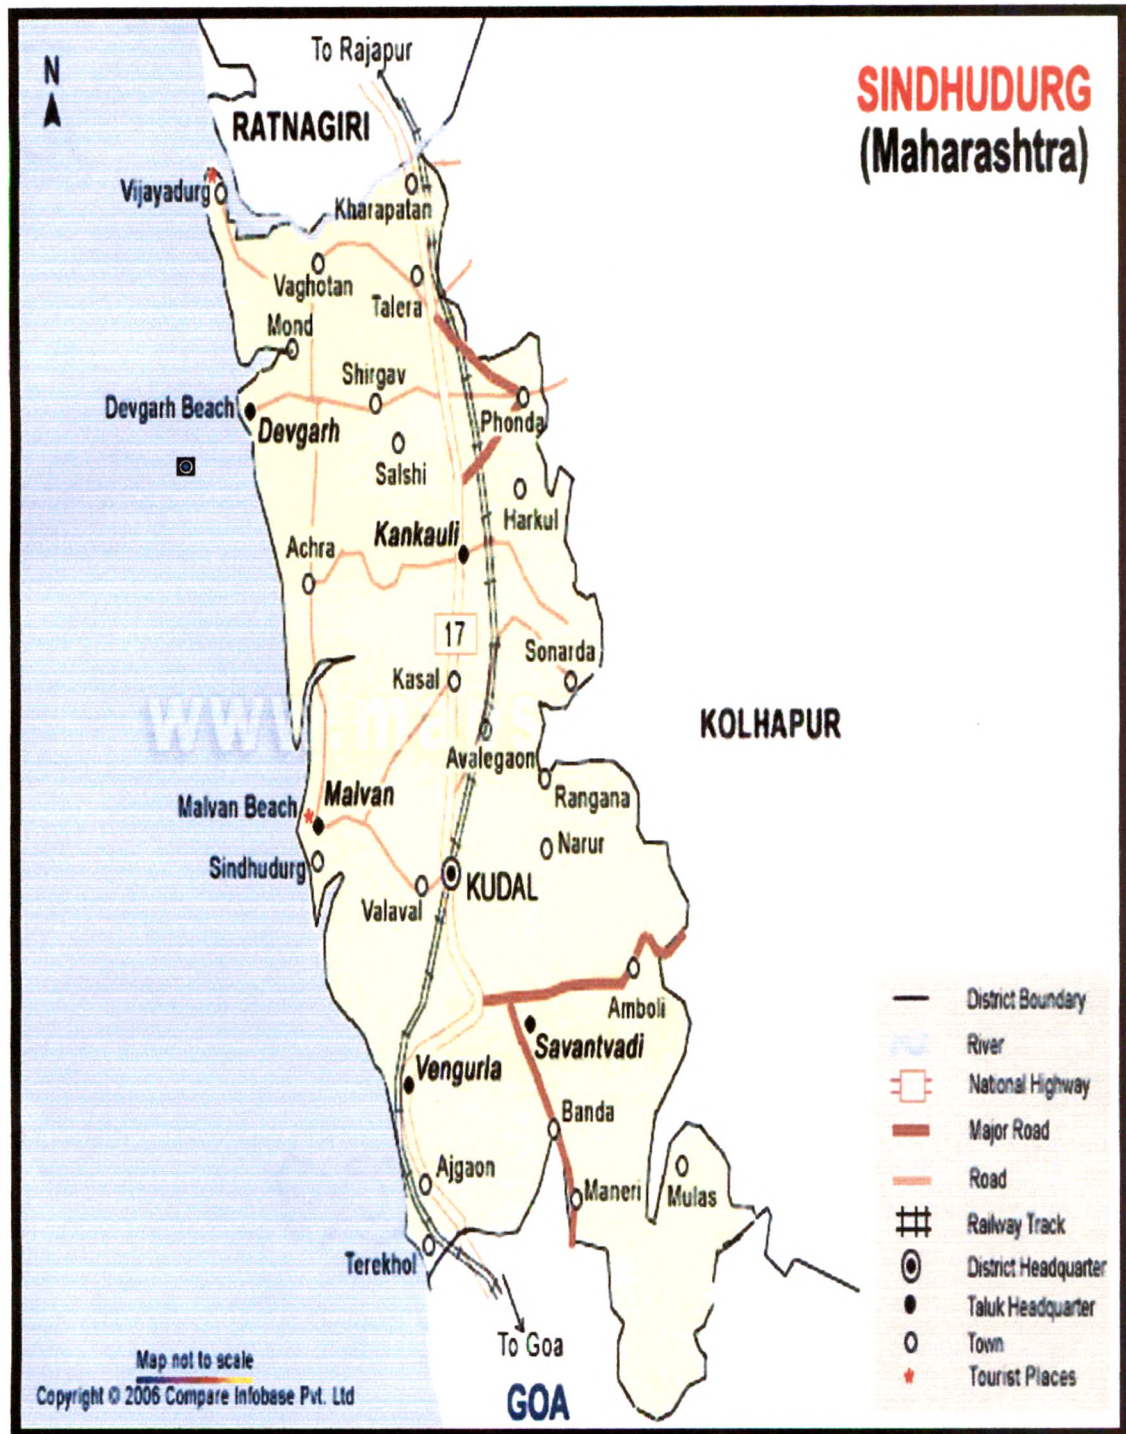 To Rajapur
N
SINDHUDURG
(Maharashtra)
RATNAGIRI
Vijayadurg
Kharapatan
Vaghotan
Talera
Mond
Shirgav
Devgarh Beach
Devgarh
Phonda
Salshi
Harkul
Kankauli
Achra
17
Sonarda
Kasal
www.maps
KOLHAPUR
Avalegaon
Rangana
Malvan
Malvan Beach
Narur
Sindhudurg
KUDAL
Valaval
Amboli
Savantvadi
Vengurla
Banda
Ajgaon
Maneri
Mulas
Terekhol
To Goa
GOA
District Boundary
River
National Highway
Major Road
Road
Railway Track
District Headquarter
Taluk Headquarter
Town
Tourist Places
Map not to scale
Copyright © 2006 Compare Infobase Pvt. Ltd